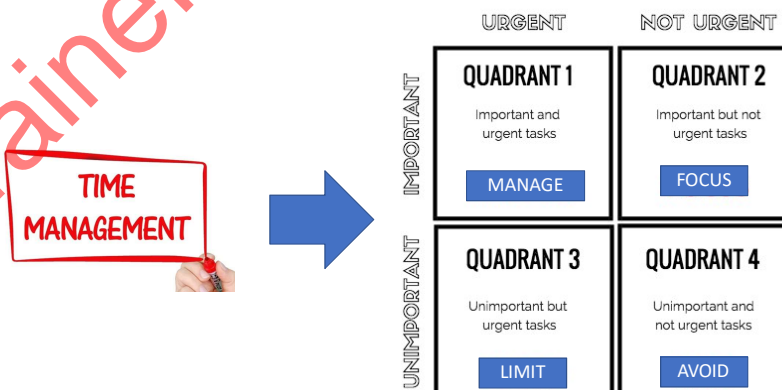 URGENT
NOT URGENT
IMPORTANT
QUADRANT 1
Important and
urgent tasks
MANAGE
QUADRANT 2
Important but not
urgent tasks
FOCUS
TIME
MANAGEMENT
UNIMPORTANT
QUADRANT 3
Unimportant but
urgent tasks
LIMIT
QUADRANT 4
Unimportant and
not urgent tasks
AVOID